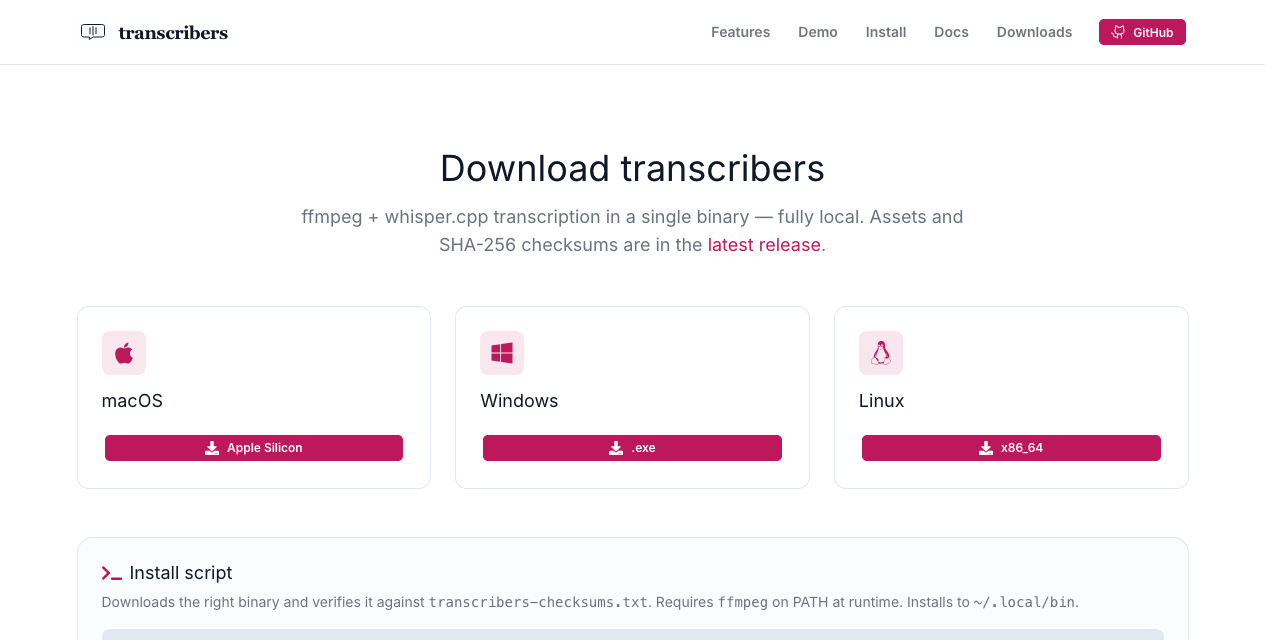 transcribers
Features Demo Install Docs Downloads GitHub
Download transcribers
ffmpeg + whisper.cpp transcription in a single binary — fully local. Assets and
SHA-256 checksums are in the latest release.
macOS
Apple Silicon
Windows
.exe
Linux
x86_64
Install script
Downloads the right binary and verifies it against transcribers-checksums.txt. Requires ffmpeg on PATH at runtime. Installs to ~/.local/bin.